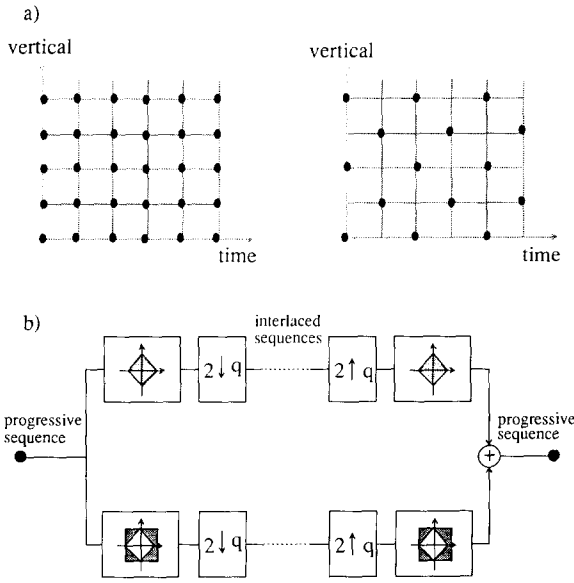 a)
vertical
time
vertical
time
b)
interlaced
sequences
2↓q
2↑q
progressive
sequence
progressive
sequence
+
2↓q
2↑q